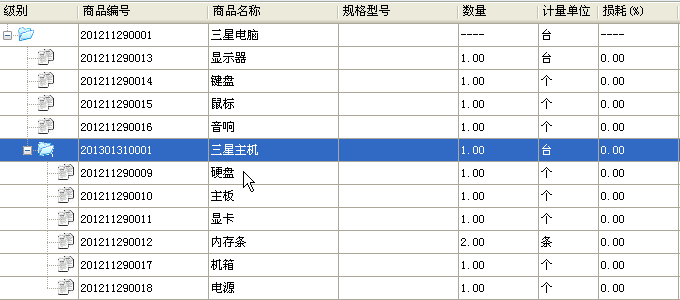 级别 商品编号 商品名称 规格型号 数量 计量单位 损耗(%)
201211290001 三星电脑 ---- 台 ----
201211290013 显示器 1.00 台 0.00
201211290014 键盘 1.00 个 0.00
201211290015 鼠标 1.00 个 0.00
201211290016 音响 1.00 个 0.00
201301310001 三星主机 1.00 台 0.00
201211290009 硬盘 1.00 个 0.00
201211290010 主板 1.00 个 0.00
201211290011 显卡 1.00 个 0.00
201211290012 内存条 2.00 条 0.00
201211290017 机箱 1.00 个 0.00
201211290018 电源 1.00 个 0.00